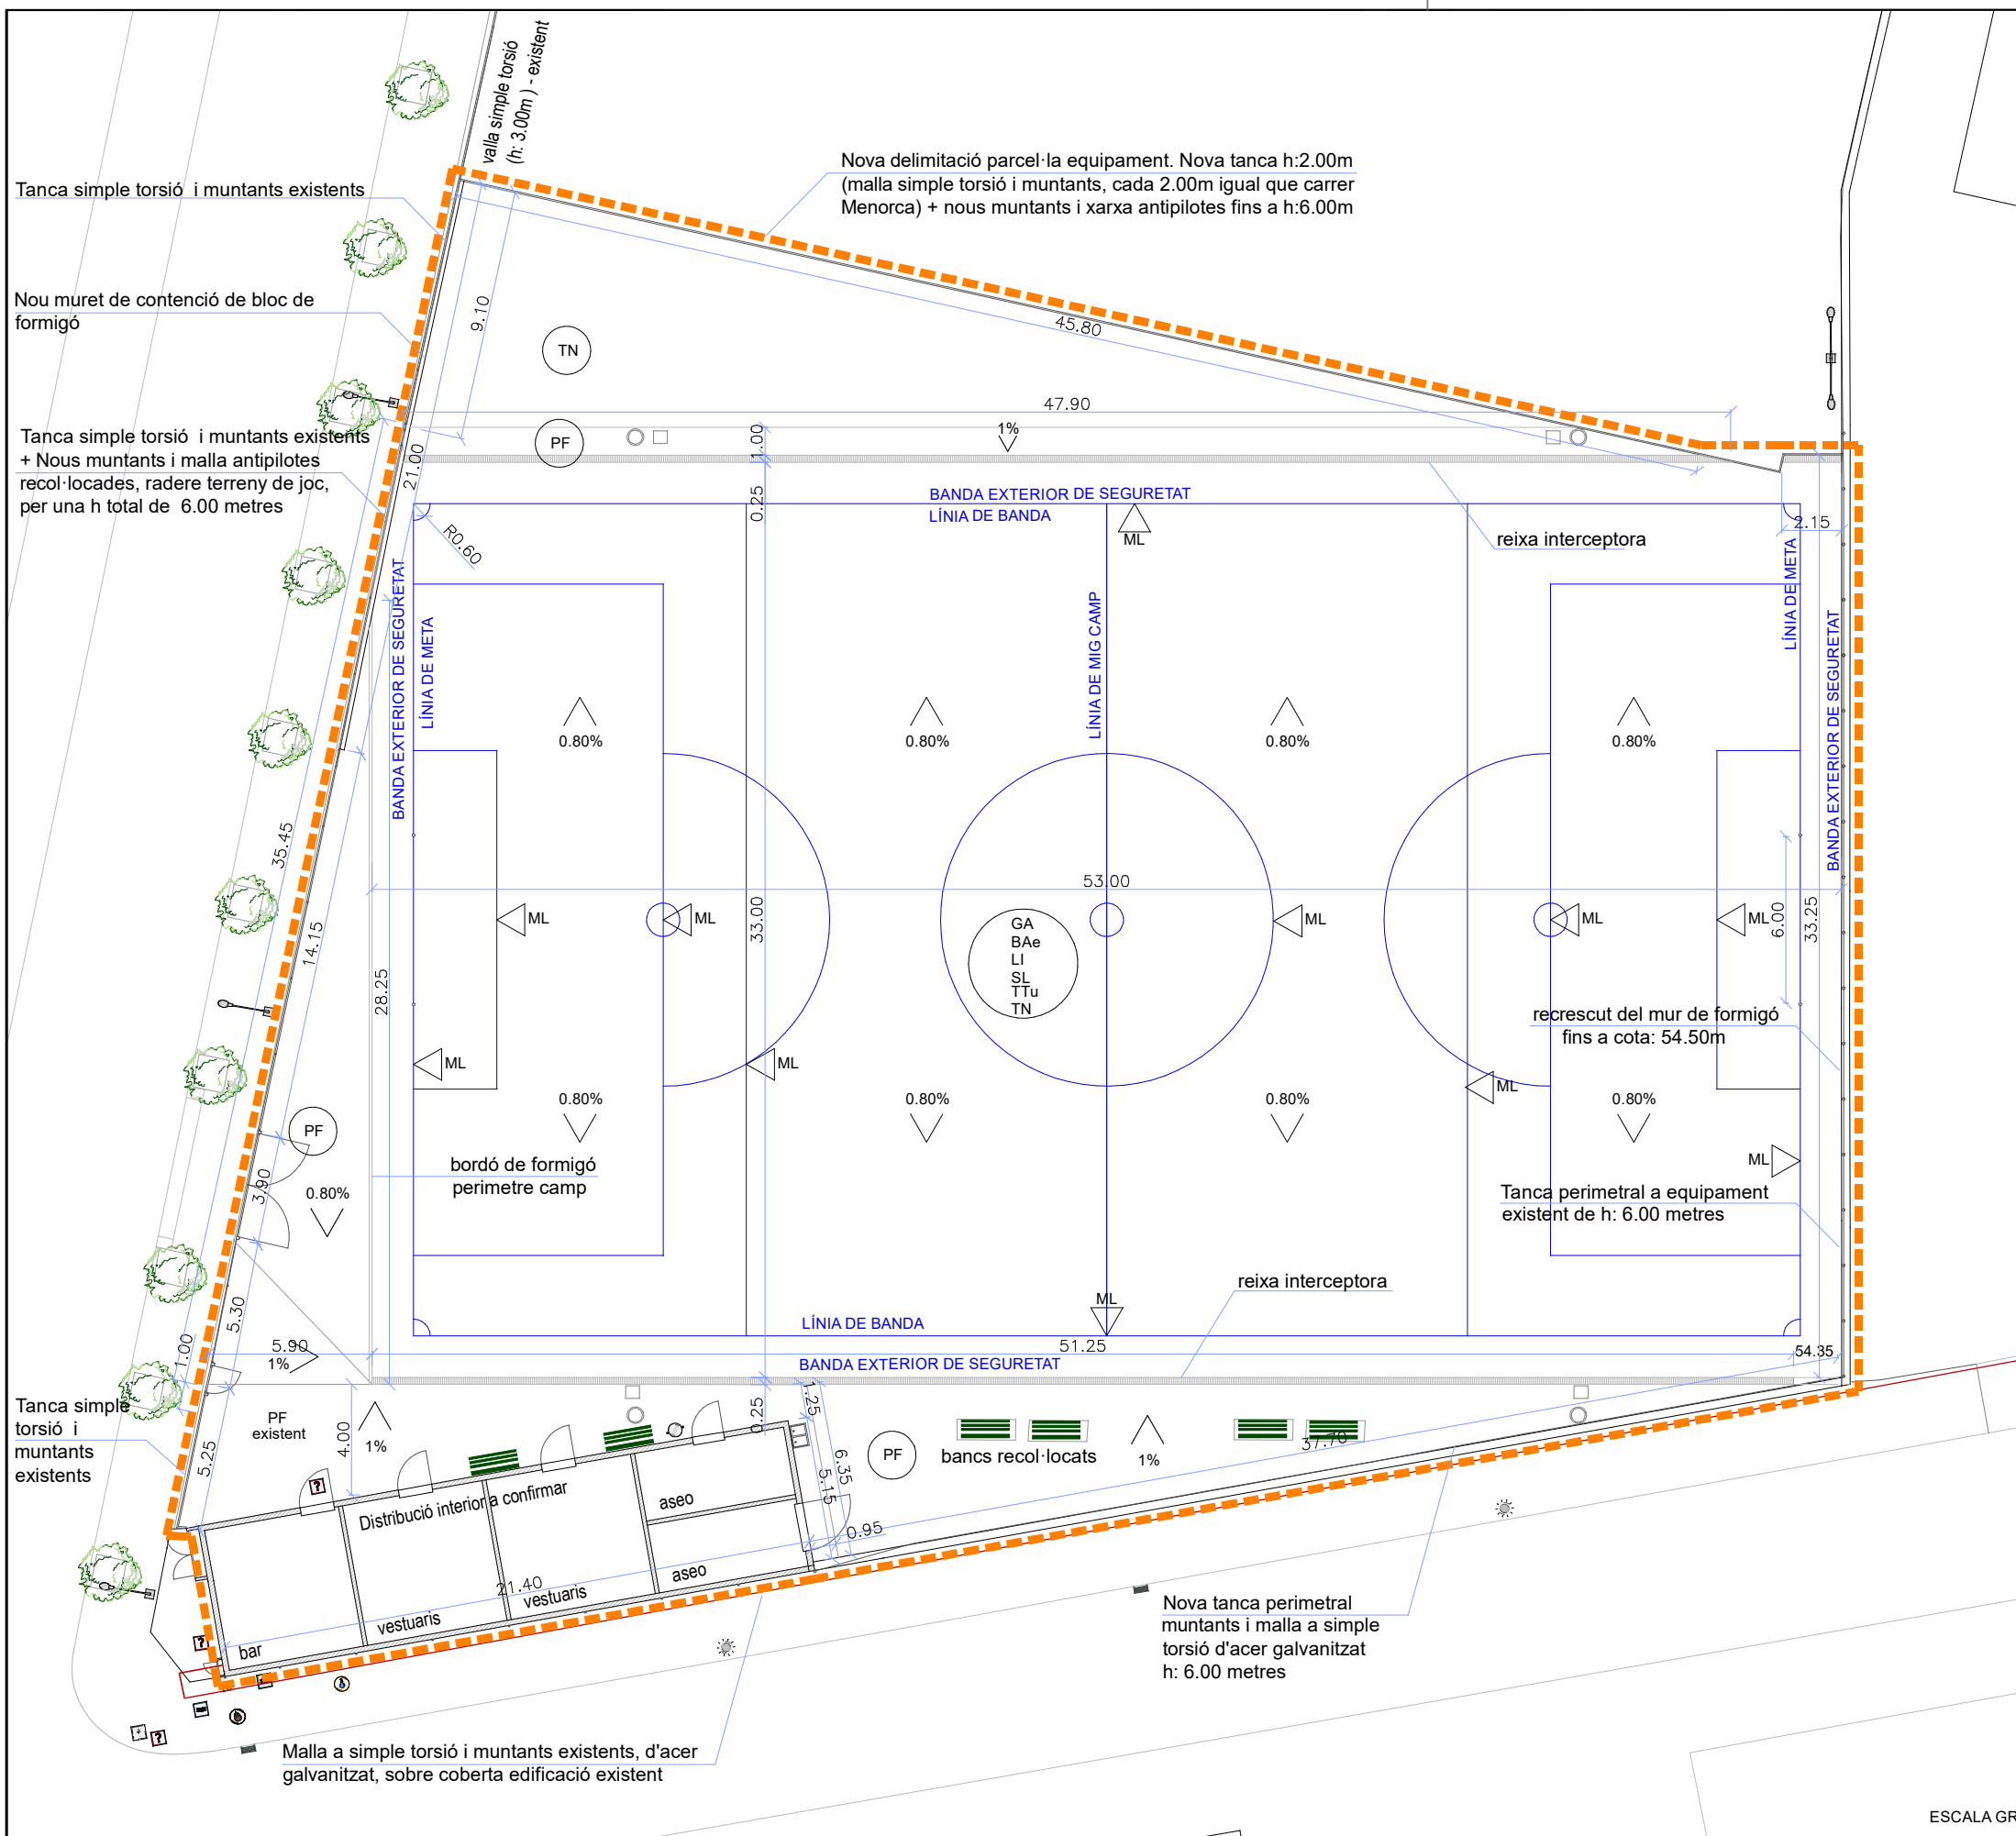 valla simple torsió
(h: 3.00m ) - existent
Nova delimitació parcel·la equipament. Nova tanca h:2.00m
(malla simple torsió i muntants, cada 2.00m igual que carrer
Menorca) + nous muntants i xarxa antipilotes fins a h:6.00m
Tanca simple torsió i muntants existents
Nou muret de contenció de bloc de
formigó
9.10
TN
45.80
47.90
Tanca simple torsió i muntants existents
+ Nous muntants i malla antipilotes
recol·locades, radere terreny de joc,
per una h total de 6.00 metres
PF
1.00
1%
21.00
0.25
BANDA EXTERIOR DE SEGURETAT
LÍNIA DE BANDA
ML
R0.60
reixa interceptora
2.15
BANDA EXTERIOR DE SEGURETAT
LÍNIA DE META
LÍNIA DE MIG CAMP
LÍNIA DE META
BANDA EXTERIOR DE SEGURETAT
0.80%
0.80%
0.80%
0.80%
35.45
14.15
28.25
53.00
33.00
ML
ML
GA
BAe
LI
SL
TTu
TN
ML
ML
ML
6.00
33.25
recrescut del mur de formigó
fins a cota: 54.50m
ML
ML
ML
0.80%
0.80%
0.80%
0.80%
PF
bordó de formigó
perimetre camp
ML
3.90
0.80%
Tanca perimetral a equipament
existent de h: 6.00 metres
reixa interceptora
ML
5.30
1.00
5.90
1%
LÍNIA DE BANDA
51.25
54.35
BANDA EXTERIOR DE SEGURETAT
Tanca simple
torsió i
muntants
existents
PF
existent
4.00
1%
0.25
1.25
5.25
6.35
5.15
PF
bancs recol·locats
1%
37.70
Distribució interior a confirmar
aseo
0.95
aseo
21.40
vestuaris
vestuaris
bar
?
?
?
Nova tanca perimetral
muntants i malla a simple
torsió d'acer galvanitzat
h: 6.00 metres
Malla a simple torsió i muntants existents, d'acer
galvanitzat, sobre coberta edificació existent
ESCALA GR